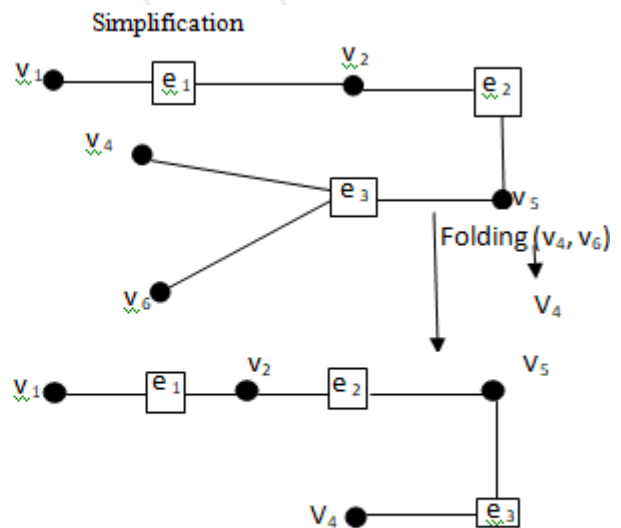 Simplification
v₁ e₁ v₂ e₂
v₄
e₃ v₅
Folding (v₄, v₆)
v₆ V₄
v₁ e₁ v₂ e₂ V₅
V₄ e₃